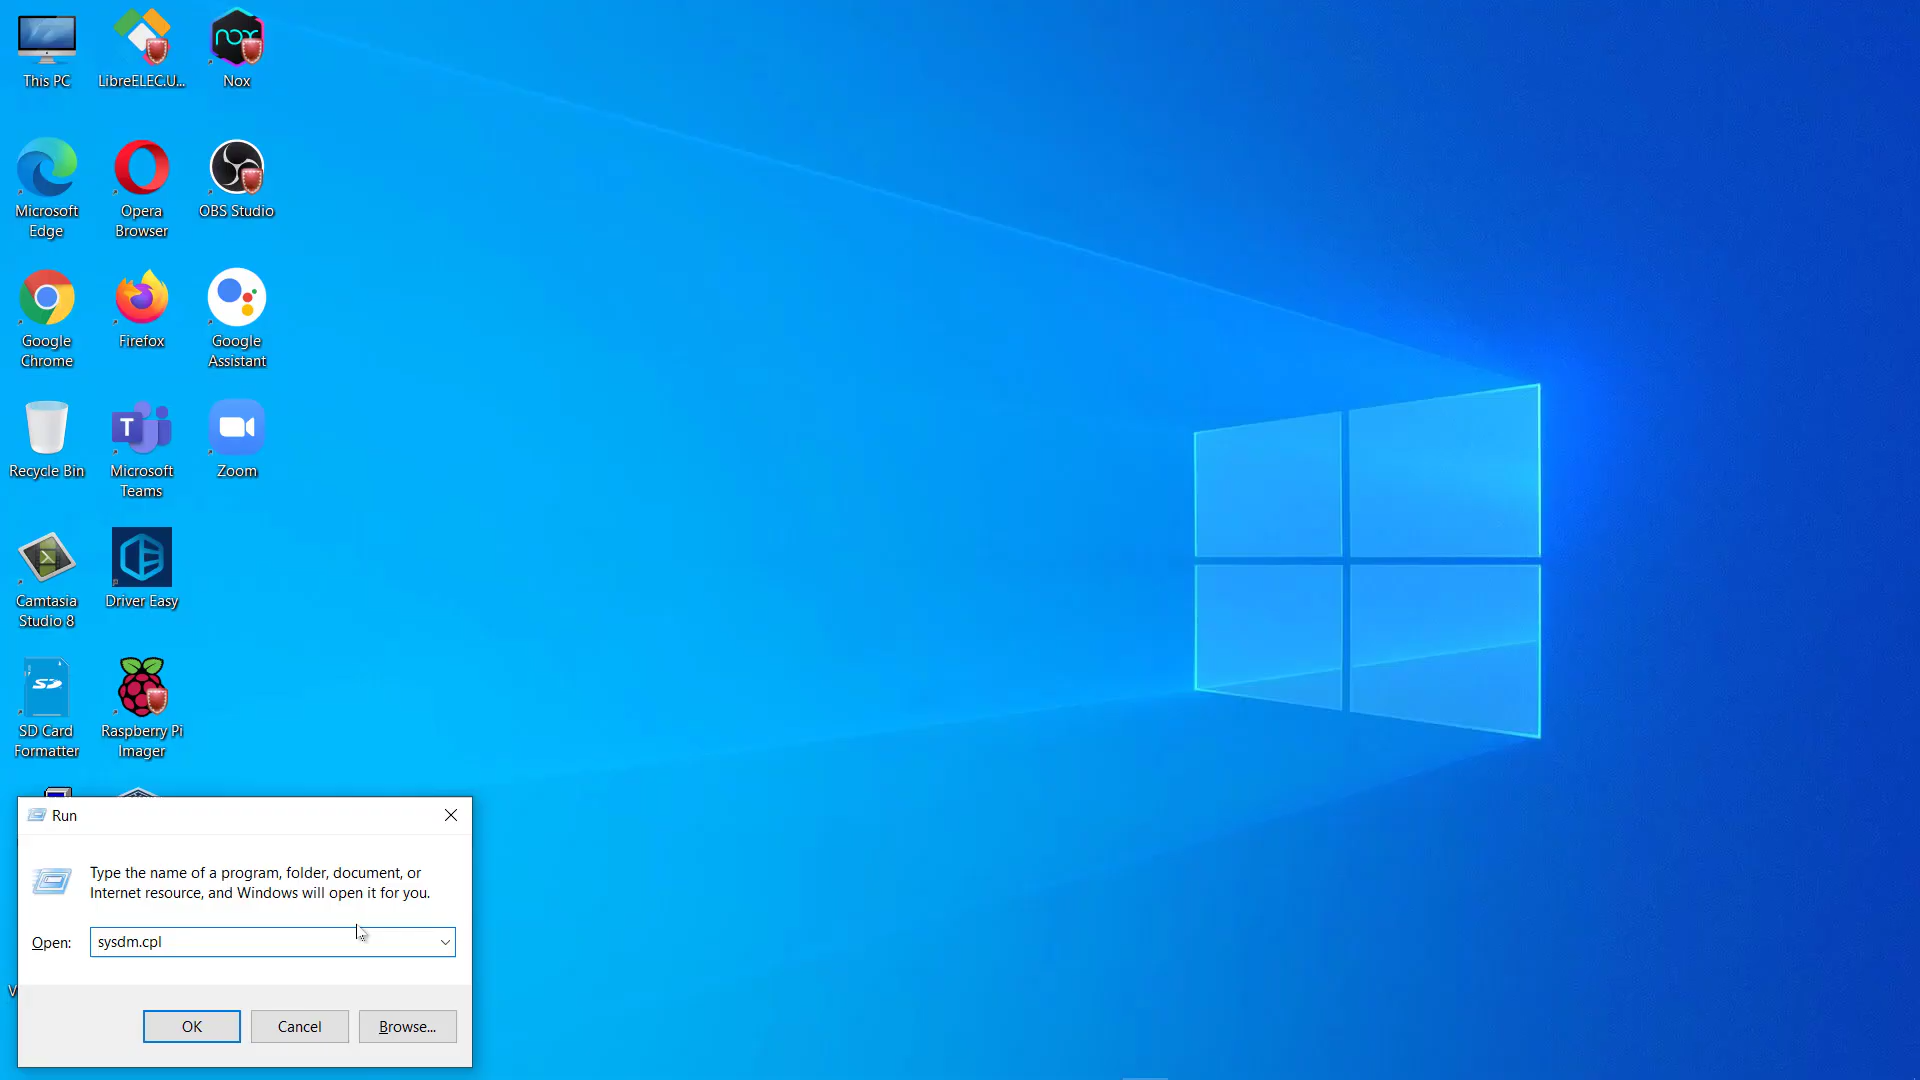 This PC
LibreELEC.U...
Nox
Microsoft
Edge
Opera
Browser
OBS Studio
Google
Chrome
Firefox
Google
Assistant
Recycle Bin
T
Microsoft
Teams
Zoom
Camtasia
Studio 8
Driver Easy
SD
SD Card
Formatter
Raspberry Pi
Imager
Run
Type the name of a program, folder, document, or
Internet resource, and Windows will open it for you.
Open:
sysdm.cpl
OK
Cancel
Browse...